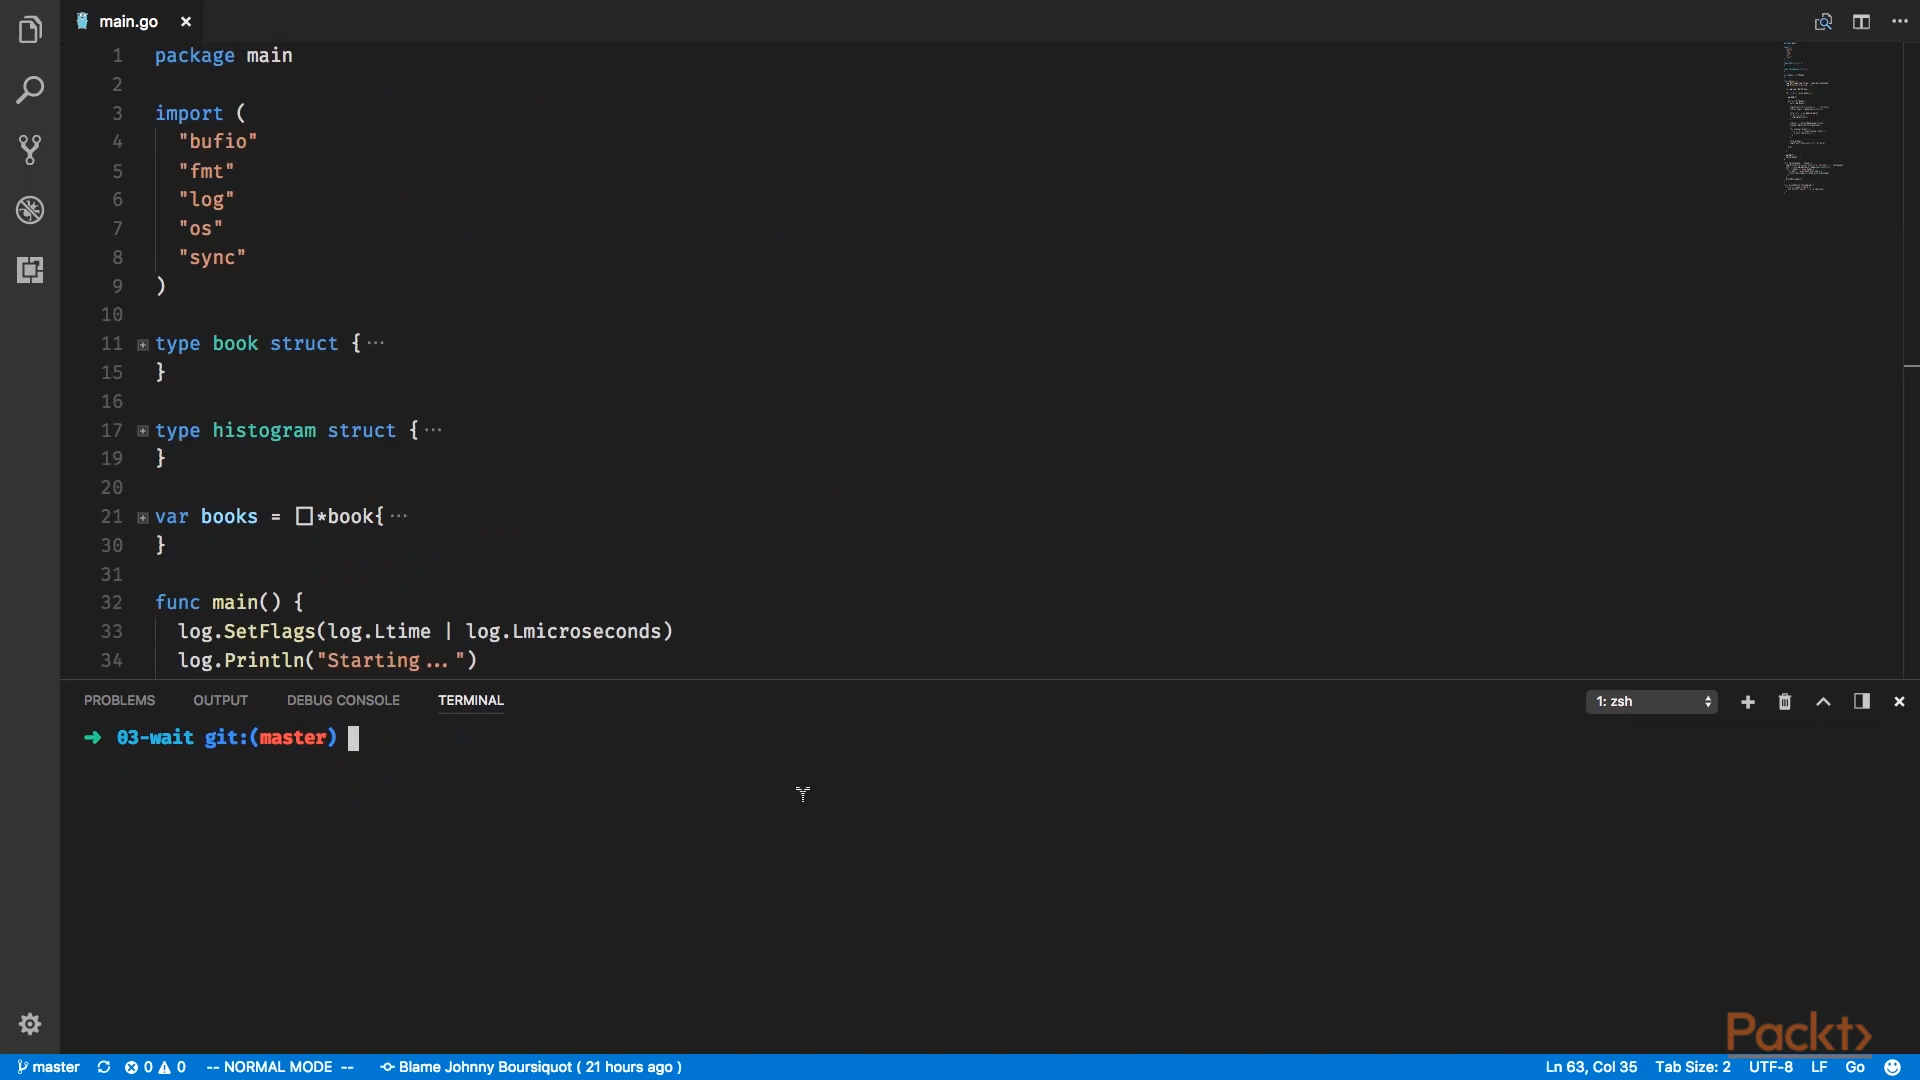 main.go
1 package main
2
3 import (
4 "bufio"
5 "fmt"
6 "log"
7 "os"
8 "sync"
9 )
10
11 type book struct { ...
15 }
16
17 type histogram struct { ...
19 }
20
21 var books = []*book{ ...
30 }
31
32 func main() {
33 log.SetFlags(log.Ltime | log.Lmicroseconds)
34 log.Println("Starting...")
PROBLEMS OUTPUT DEBUG CONSOLE TERMINAL 1: zsh
➜ 03-wait git:(master)
Packt>
master 0 0 -- NORMAL MODE -- Blame Johnny Boursiquot ( 21 hours ago ) Ln 63, Col 35 Tab Size: 2 UTF-8 LF Go